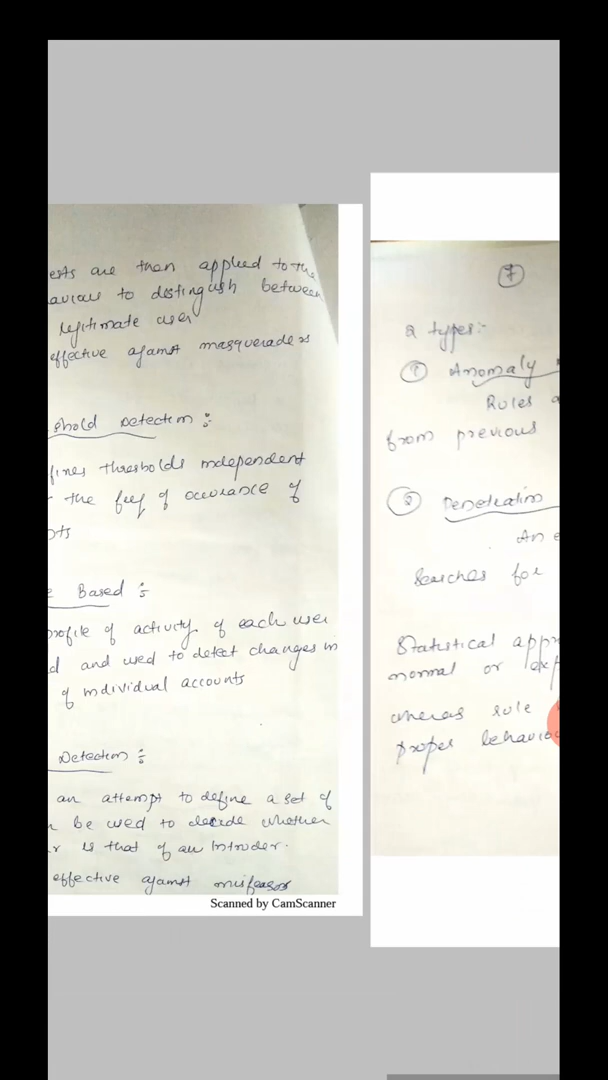 ests are then applied to the
aviour to distinguish between
legitimate user
effective against masqueraders
shold Detection :
fines thresholds independent
the freq of occurance of
nts
Based :-
rofile of activity of each user
d and used to detect changes in
of individual accounts
Detection :-
an attempt to define a set of
n be used to decide whether
r is that of an Intruder.
effective against misfeasor
Scanned by CamScanner
7
2 types:-
1 Anomaly
Rules a
from previous
2 Penetration
An e
Searches for
Statistical appr
normal or exp
whereas rule
proper behaviou